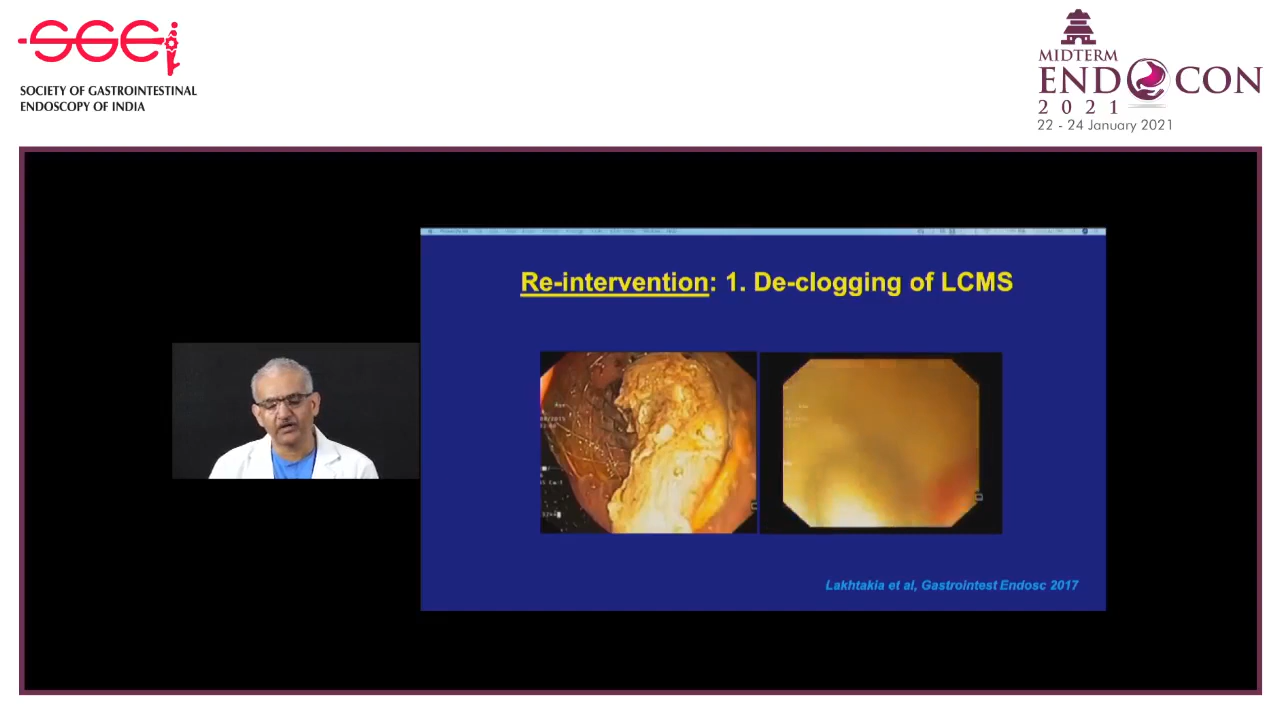 SGEi
SOCIETY OF GASTROINTESTINAL
ENDOSCOPY OF INDIA
MIDTERM
ENDOCON
2021
22 - 24 January 2021
Re-intervention: 1. De-clogging of LCMS
Lakhtakia et al, Gastrointest Endosc 2017